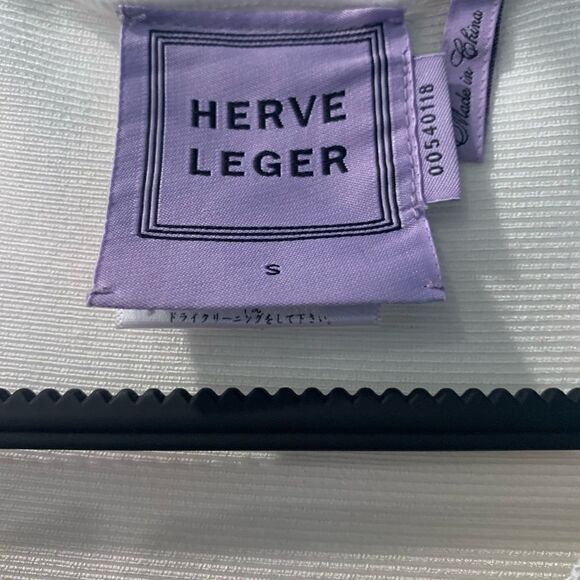 HERVE
LEGER
S
00540118
Made in China
ドライクリーニングをして下さい。